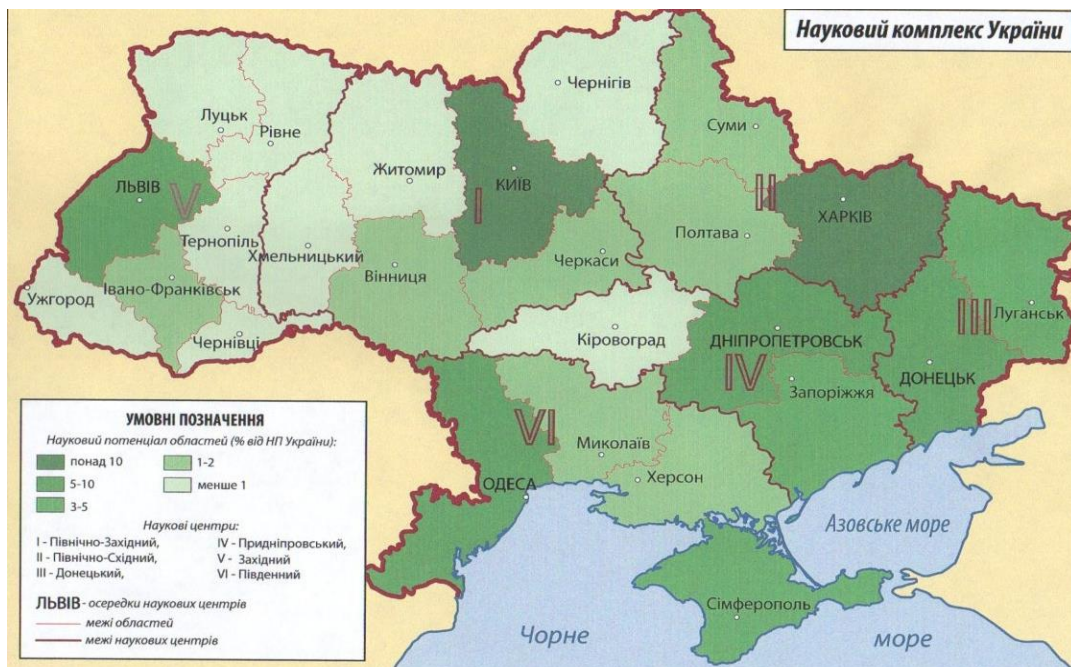 Науковий комплекс України
Чернігів
Луцьк
Рівне
Суми
Житомир
КИЇВ
ЛЬВІВ
V
I
II
ХАРКІВ
Тернопіль
Хмельницький
Полтава
Вінниця
Черкаси
Івано-Франківськ
Ужгород
Чернівці
Кіровоград
ДНІПРОПЕТРОВСЬК
III
Луганськ
IV
ДОНЕЦЬК
Запоріжжя
VI
Миколаїв
Херсон
ОДЕСА
Азовське море
Сімферополь
Чорне
море
УМОВНІ ПОЗНАЧЕННЯ
Науковий потенціал областей (% від НП України):
понад 10
1-2
5-10
менше 1
3-5
Наукові центри:
I - Північно-Західний,
IV - Придніпровський,
II - Північно-Східний,
V - Західний
III - Донецький,
VI - Південний
ЛЬВІВ - осередки наукових центрів
межі областей
межі наукових центрів